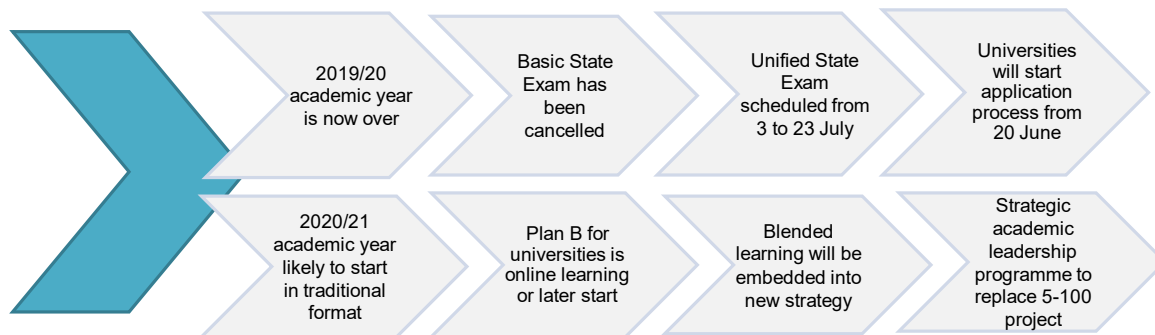 2019/20
academic year
is now over
Basic State
Exam has
been
cancelled
Unified State
Exam
scheduled from
3 to 23 July
Universities
will start
application
process from
20 June
2020/21
academic year
likely to start
in traditional
format
Plan B for
universities is
online learning
or later start
Blended
learning will be
embedded into
new strategy
Strategic
academic
leadership
programme to
replace 5-100
project